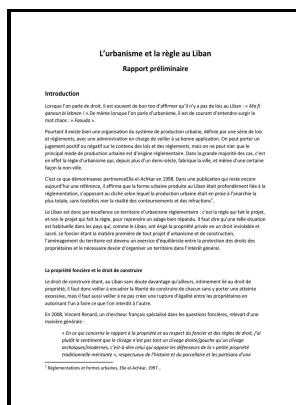 L'urbanisme et la règle au Liban
Rapport préliminaire
Introduction
Lorsque l'on parle de droit, il est souvent de bon ton d'affirmer qu'il n'y a pas de lois au Liban : « Ma fi
qanoun bi lebnan ! ». De même lorsque l'on parle d'urbanisme, il est de courant d'entendre surgir le
mot chaos : « Faouda ».
Pourtant il existe bien une organisation du système de production urbaine, définie par une série de lois
et règlements, avec une administration en charge de veiller à sa bonne application. On peut porter un
jugement positif ou négatif sur le contenu des lois et des règlements, mais on ne peut nier que le
principal mode de production urbaine est d'origine réglementaire. Dans la grande majorité des cas, c'est
en effet la règle d'urbanisme qui, depuis plus d'un demi-siècle, fabrique la ville, et même d'une certaine
façon la non-ville.
C'est ce que démontrait avec pertinence Elie el-Achkar en 1998. Dans une publication qui reste encore
aujourd'hui une référence, il affirma que la forme urbaine produite au Liban était profondément liée à la
réglementation, s'opposant au cliché selon lequel la production urbaine était en proie à l'anarchie la
plus totale, sans toutefois nier la réalité des contournements et des infractions¹.
Le Liban est donc par excellence un territoire d'urbanisme réglementaire : c'est la règle qui fait le projet,
et non le projet qui fait la règle, pour reprendre un adage bien répandu. Il faut dire qu'une telle situation
est habituelle dans les pays qui, comme le Liban, ont érigé la propriété privée en un droit inviolable et
sacré. Le foncier étant la matière première de tout projet d'urbanisme et de construction,
l'aménagement du territoire est devenu un exercice d'équilibriste entre la protection des droits des
propriétaires et le nécessaire devoir d'organiser un territoire dans l'intérêt général.
La propriété foncière et le droit de construire
Le droit de construire étant, au Liban sans doute davantage qu'ailleurs, intimement lié au droit de
propriété, il faut donc veiller à encadrer la liberté de construire de chacun sans y porter une atteinte
excessive, mais il faut aussi veiller à ne pas créer une rupture d'égalité entre les propriétaires en
autorisant l'un à faire ce que l'on interdit à l'autre.
En 2008, Vincent Renard, un chercheur français spécialisé dans les questions foncières, relevait d'une
manière générale :
« En ce qui concerne le rapport à la propriété et au respect du foncier et des règles de droit, j'ai
plutôt le sentiment que le clivage n'est pas tant un clivage droite/gauche qu'un clivage
archaïques/modernes, c'est-à-dire celui qui oppose les défenseurs de la « petite propriété
traditionnelle méritante », respectueux de l'histoire et du parcellaire et les partisans d'une
¹ Règlementations et formes urbaines, Elie el-Achkar, 1997...